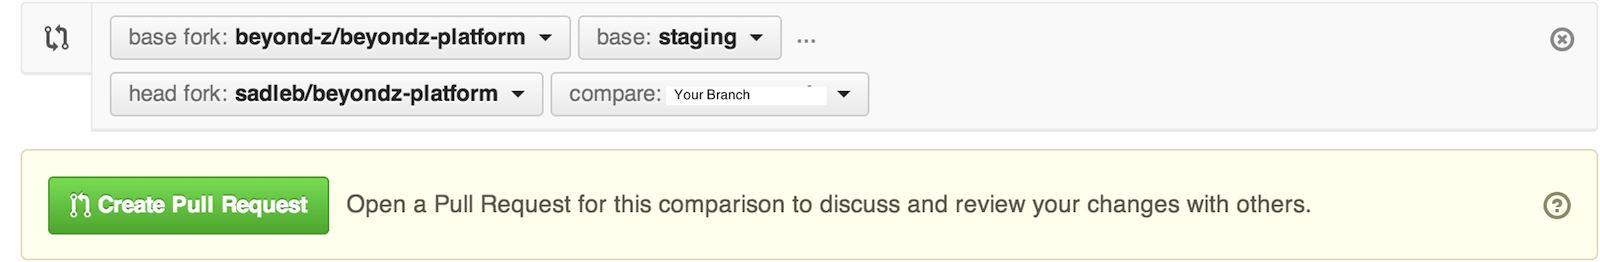 base fork: beyond-z/beyondz-platform base: staging ...
head fork: sadleb/beyondz-platform compare: Your Branch
Create Pull Request Open a Pull Request for this comparison to discuss and review your changes with others. ?